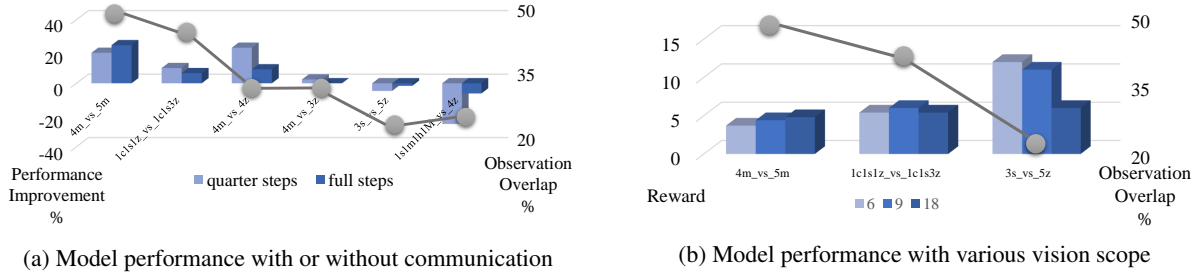 40
20
0
-20
-40
50
35
20
4m_vs_5m
1c1s1z_vs_1c1s3z
4m_vs_4z
4m_vs_3z
3s_vs_5z
1s1m1h1M_vs_4z
Performance
Improvement
%
quarter steps
full steps
Observation
Overlap
%
(a) Model performance with or without communication
15
10
5
0
50
35
30
20
4m_vs_5m
1c1s1z_vs_1c1s3z
3s_vs_5z
Reward
6
9
18
Observation
Overlap
%
(b) Model performance with various vision scope